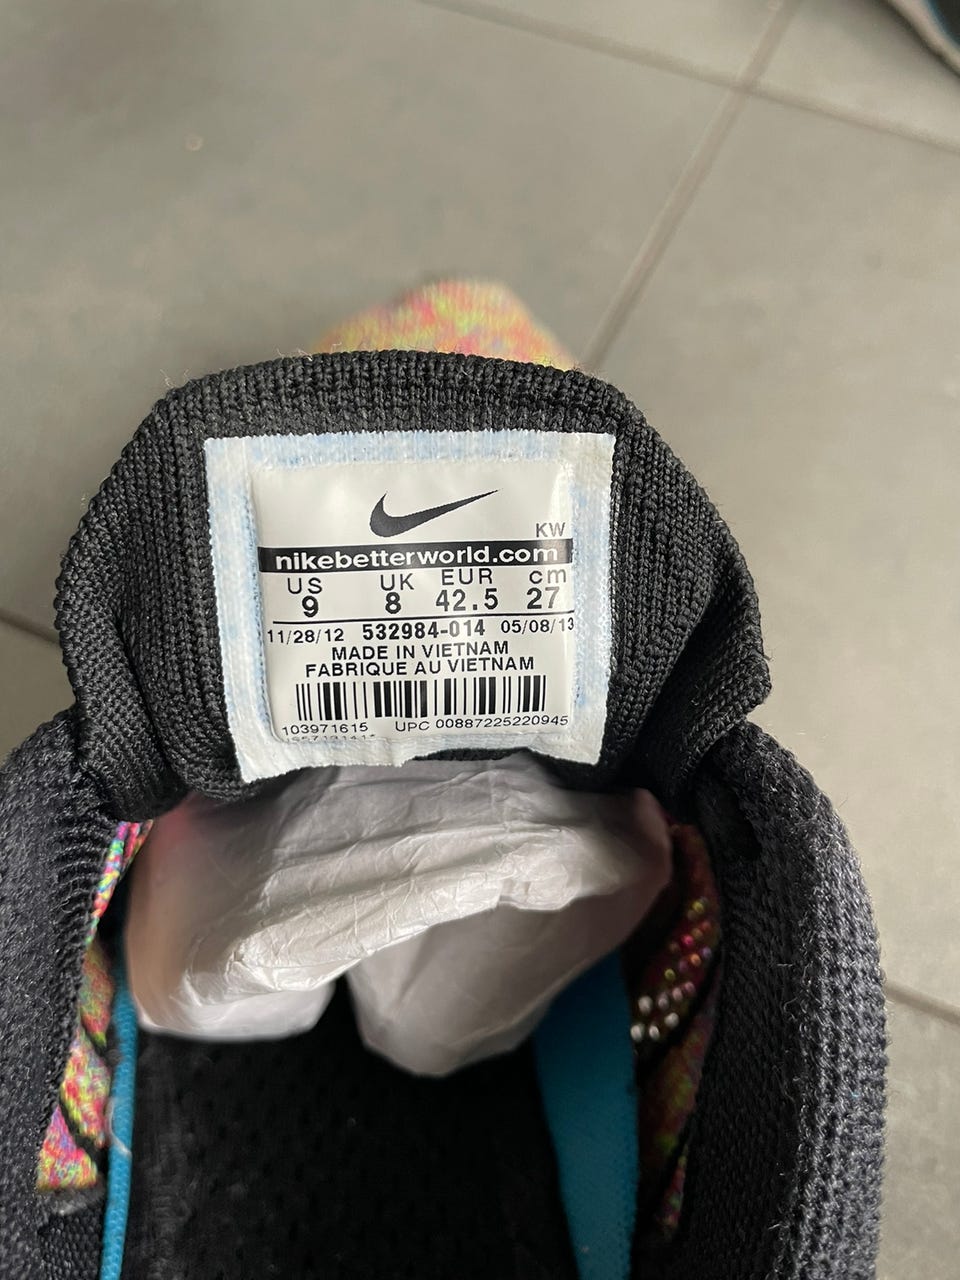 KW
nikebetterworld.com
US UK EUR cm
9 8 42.5 27
11/28/12 532984-014 05/08/13
MADE IN VIETNAM
FABRIQUE AU VIETNAM
103971615 UPC 00887225220945